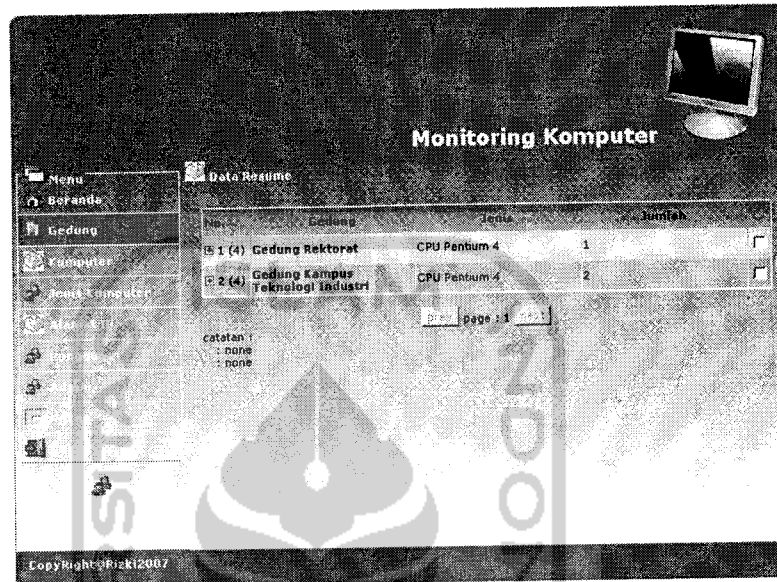 Monitoring Komputer
Menu
Beranda
Gedung
Komputer
Jenis Komputer
Data Resume
No. Gedung Jenis Jumlah
1 (4) Gedung Rektorat CPU Pentium 4 1
2 (4) Gedung Kampus Teknologi Industri CPU Pentium 4 2
prev page : 1 next
catatan :
: none
: none
CopyRight@Rizki2007